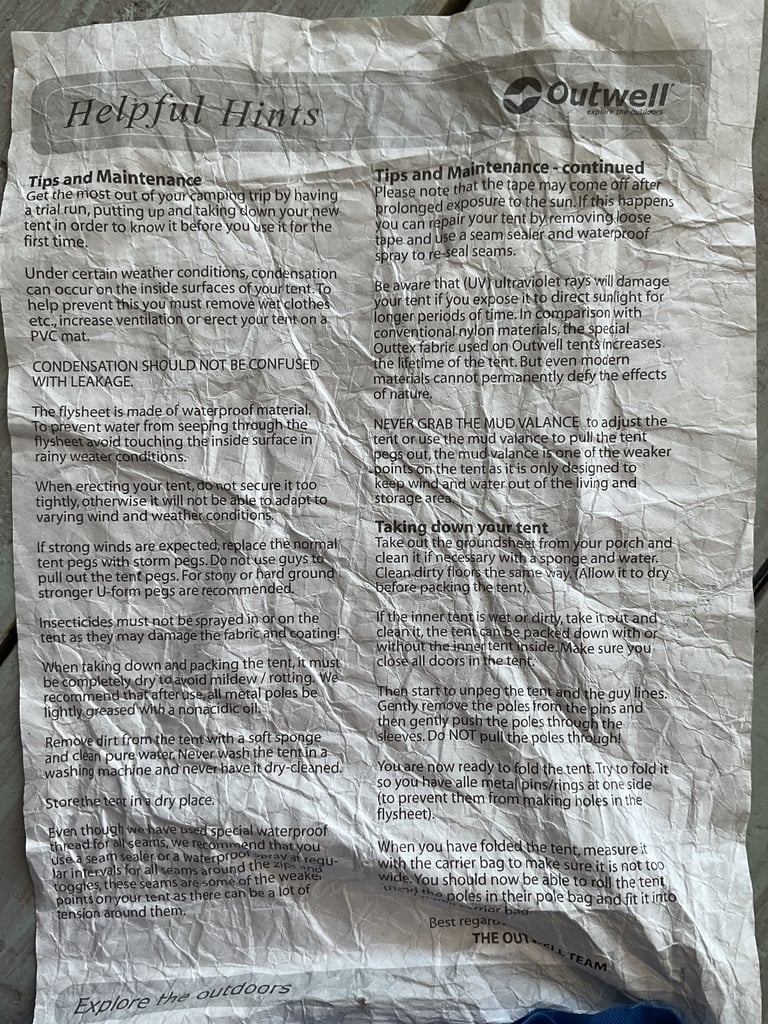 Helpful Hints
Outwell
explore the outdoors
Tips and Maintenance
Get the most out of your camping trip by having
a trial run, putting up and taking down your new
tent in order to know it before you use it for the
first time.
Under certain weather conditions, condensation
can occur on the inside surfaces of your tent. To
help prevent this you must remove wet clothes
etc., increase ventilation or erect your tent on a
PVC mat.
CONDENSATION SHOULD NOT BE CONFUSED
WITH LEAKAGE.
The flysheet is made of waterproof material.
To prevent water from seeping through the
flysheet avoid touching the inside surface in
rainy weater conditions.
When erecting your tent, do not secure it too
tightly, otherwise it will not be able to adapt to
varying wind and weather conditions.
If strong winds are expected, replace the normal
tent pegs with storm pegs. Do not use guys to
pull out the tent pegs. For stony or hard ground
stronger U-form pegs are recommended.
Insecticides must not be sprayed in or on the
tent as they may damage the fabric and coating!
When taking down and packing the tent, it must
be completely dry to avoid mildew / rotting. We
recommend that after use, all metal poles be
lightly greased with a nonacidic oil.
Remove dirt from the tent with a soft sponge
and clean pure water. Never wash the tent in a
washing machine and never have it dry-cleaned.
Store the tent in a dry place.
Even though we have used special waterproof
thread for all seams, we recommend that you
use a seam sealer or a waterproof spray at regu-
lar intervals for all seams around the zips and
toggles, these seams are some of the weaker
points on your tent as there can be a lot of
tension around them.
Tips and Maintenance - continued
Please note that the tape may come off after
prolonged exposure to the sun. If this happens
you can repair your tent by removing loose
tape and use a seam sealer and waterproof
spray to re-seal seams.
Be aware that (UV) ultraviolet rays will damage
your tent if you expose it to direct sunlight for
longer periods of time. In comparison with
conventional nylon materials, the special
Outtex fabric used on Outwell tents increases
the lifetime of the tent. But even modern
materials cannot permanently defy the effects
of nature.
NEVER GRAB THE MUD VALANCE to adjust the
tent or use the mud valance to pull the tent
pegs out, the mud valance is one of the weaker
points on the tent as it is only designed to
keep wind and water out of the living and
storage area.
Taking down your tent
Take out the groundsheet from your porch and
clean it if necessary with a sponge and water.
Clean dirty floors the same way. (Allow it to dry
before packing the tent).
If the inner tent is wet or dirty, take it out and
clean it, the tent can be packed down with or
without the inner tent inside. Make sure you
close all doors in the tent.
Then start to unpeg the tent and the guy lines.
Gently remove the poles from the pins and
then gently push the poles through the
sleeves. Do NOT pull the poles through!
You are now ready to fold the tent. Try to fold it
so you have alle metal pins/rings at one side
(to prevent them from making holes in the
flysheet).
When you have folded the tent, measure it
with the carrier bag to make sure it is not too
wide. You should now be able to roll the tent
poles in their pole bag and fit it into
carrier bag
Best
THE OUTWELL TEAM
Explore the outdoors